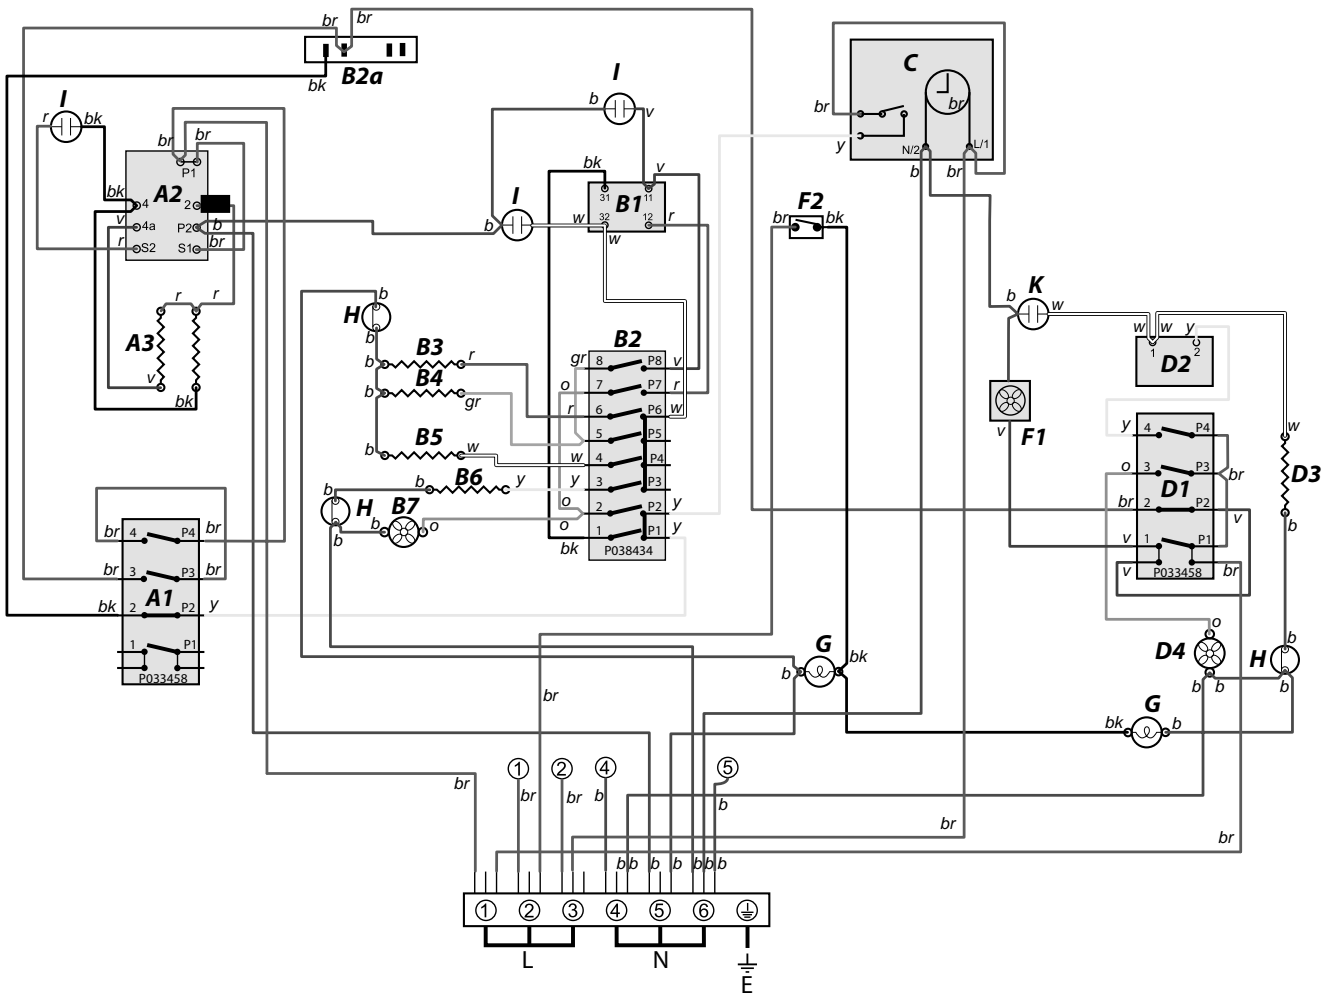 br br
B2a
bk
I
r bk
br br
P1
A2
bk 4 2
v 4a P2 b
r S2 S1 br
r r
A3
v
bk
I
b v
bk v
31 11
B1
32 12
I
b w w r
br
C
br
y N/2 L/1
b br
F2
br bk
K
b w
w w y
1 2
D2
F1
v
b
H
b
b B3 r
b B4 gr
b B5 w
b B6 y
H B7
b b o
B2
gr 8 P8 v
o 7 P7 r
r 6 P6 w
5 P5
w 4 P4
y 3 P3
o 2 P2 y
o 1 P1 y
bk P038434
y 4 P4
o 3 P3 br
D1
br 2 P2 v
v 1 P1
v P033458 br
w
D3
b
br 4 P4 br
br 3 P3 br
A1
bk 2 P2 y
1 P1
P033458
G
b bk
o
D4
b b
b
H
b
G
bk b
br
br
1 2 4 5
br br b b
br
br
b b b b b b b
1 2 3 4 5 6
L N E